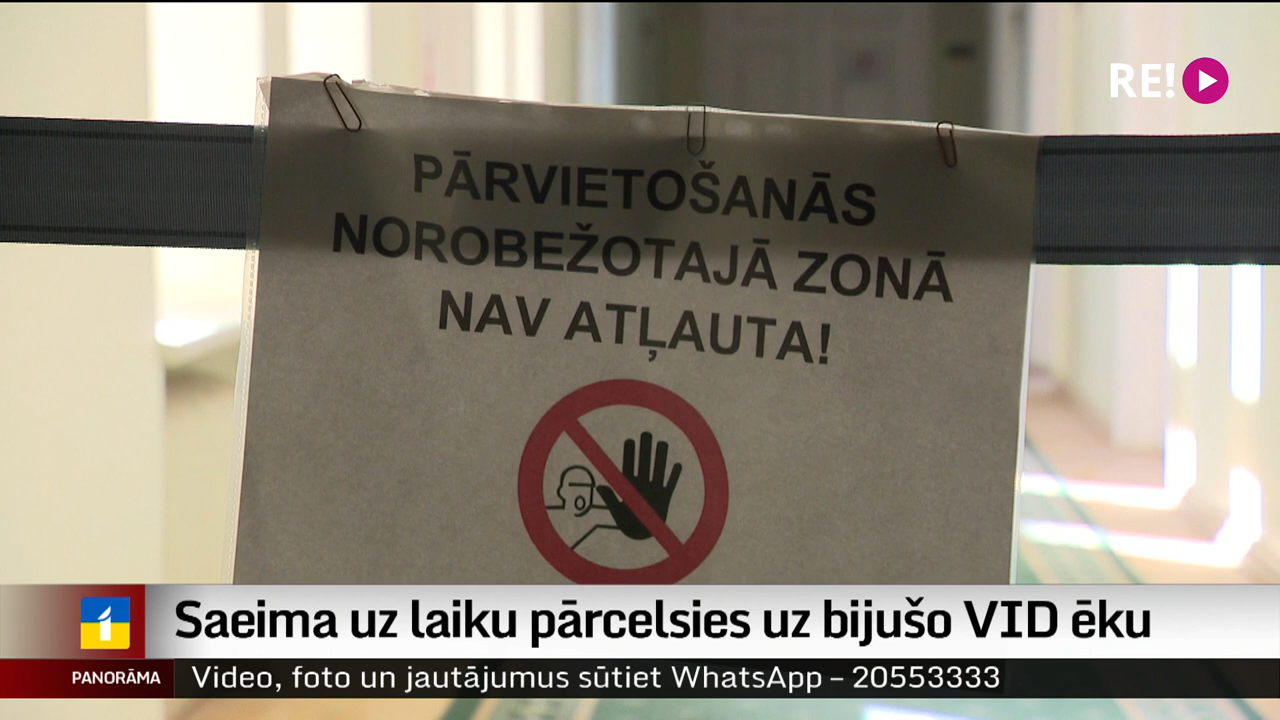 RE!
PĀRVIETOŠANĀS
NOROBEŽOTAJĀ ZONĀ
NAV ATĻAUTA!
1
Saeima uz laiku pārcelsies uz bijušo VID ēku
PANORĀMA
Video, foto un jautājumus sūtiet WhatsApp – 20553333